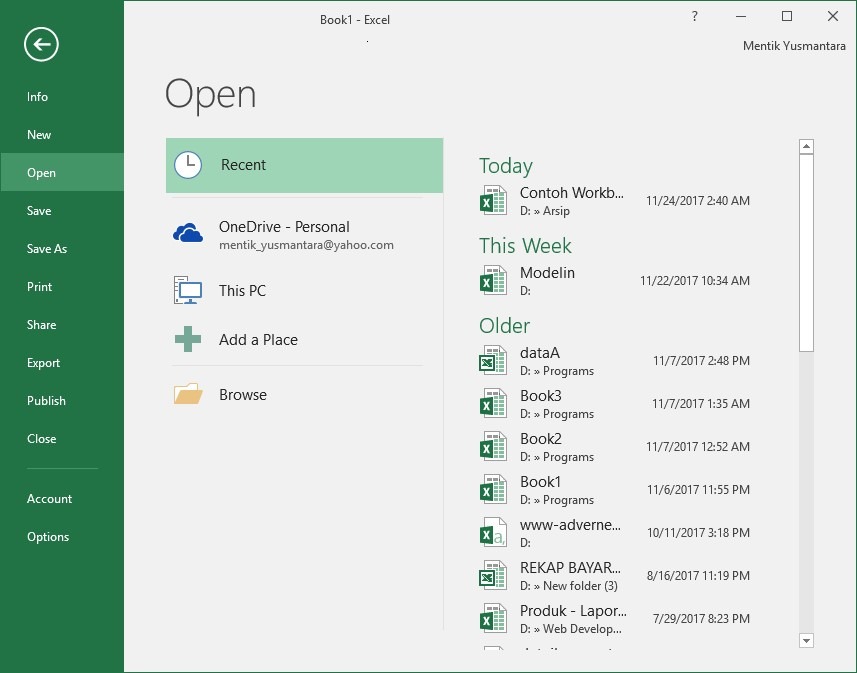 Book1 - Excel
?
Mentik Yusmantara
Info
New
Open
Save
Save As
Print
Share
Export
Publish
Close
Account
Options
Open
Recent
OneDrive - Personal
mentik_yusmantara@yahoo.com
This PC
Add a Place
Browse
Today
Contoh Workb... 11/24/2017 2:40 AM
D: » Arsip
This Week
Modelin 11/22/2017 10:34 AM
D:
Older
dataA 11/7/2017 2:48 PM
D: » Programs
Book3 11/7/2017 1:35 AM
D: » Programs
Book2 11/7/2017 12:52 AM
D: » Programs
Book1 11/6/2017 11:55 PM
D: » Programs
www-adverne... 10/11/2017 3:18 PM
D:
REKAP BAYAR... 8/16/2017 11:19 PM
D: » New folder (3)
Produk - Lapor... 7/29/2017 8:23 PM
D: » Web Develop...